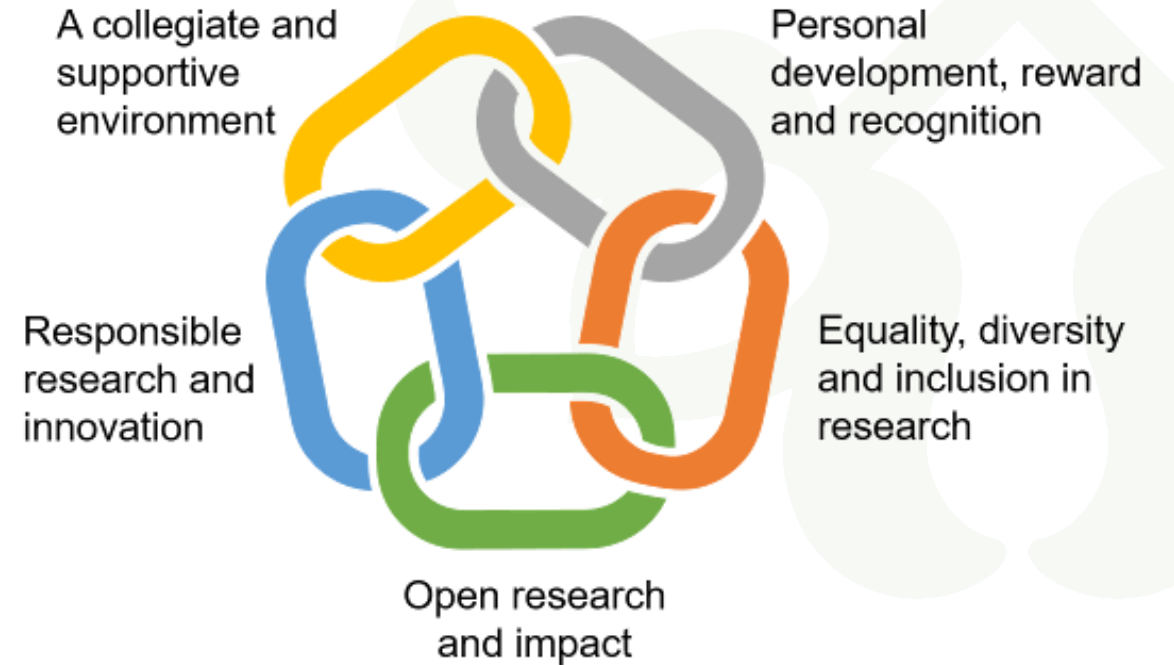 A collegiate and
supportive
environment
Personal
development, reward
and recognition
Responsible
research and
innovation
Equality, diversity
and inclusion in
research
Open research
and impact